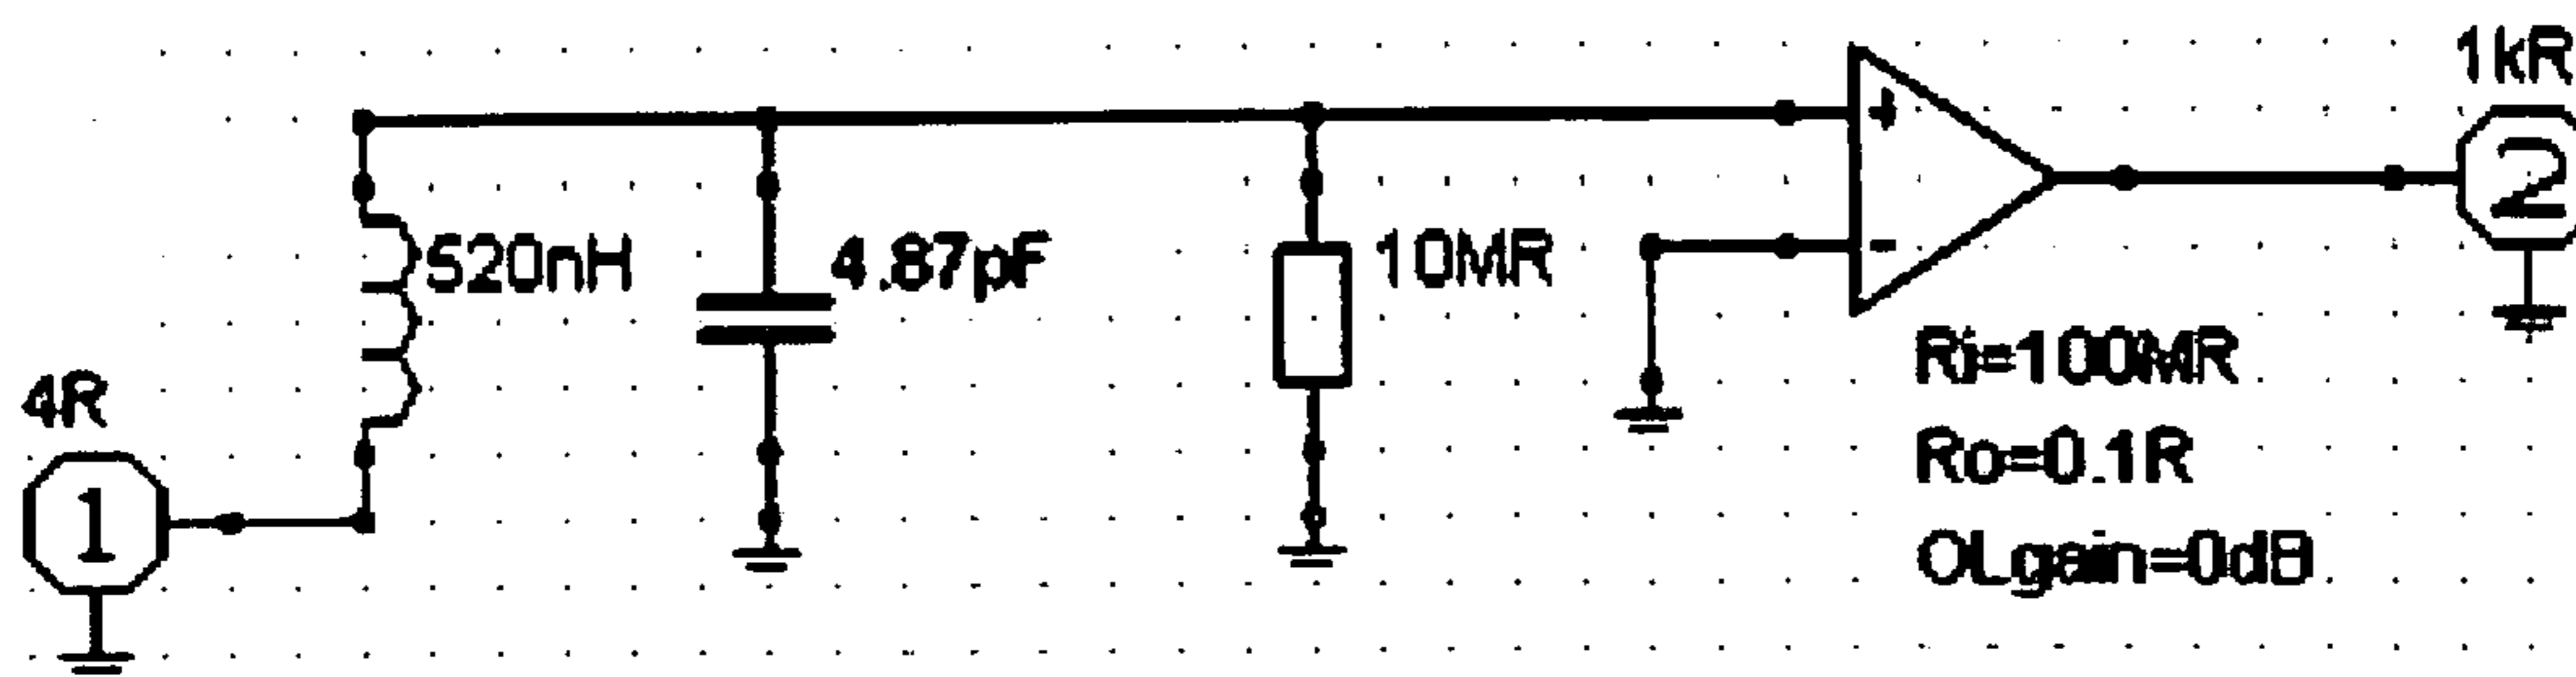 1kR
2
520nH
4.87pF
10MR
+
-
4R
1
Ri=100MR
Ro=0.1R
OLgain=0dB